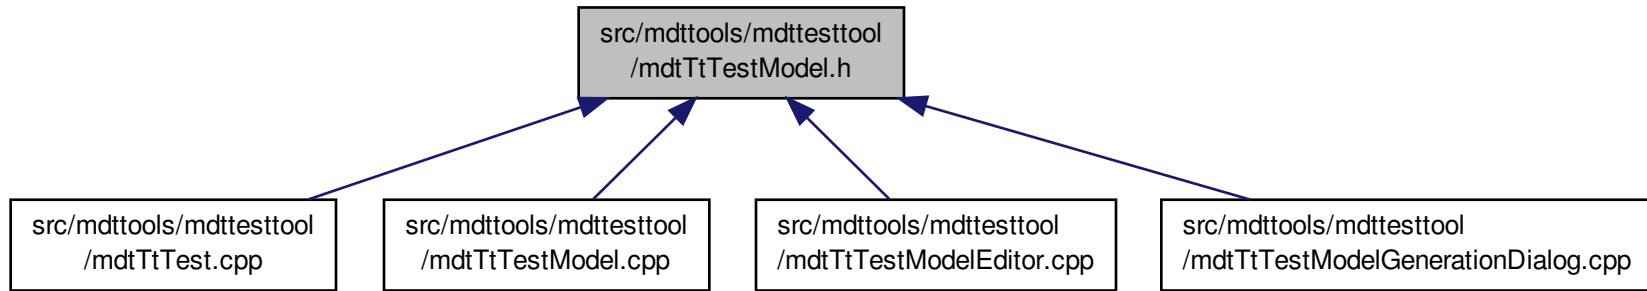 src/mdttools/mdttesttool
/mdtTtTestModel.h
src/mdttools/mdttesttool
/mdtTtTest.cpp
src/mdttools/mdttesttool
/mdtTtTestModel.cpp
src/mdttools/mdttesttool
/mdtTtTestModelEditor.cpp
src/mdttools/mdttesttool
/mdtTtTestModelGenerationDialog.cpp